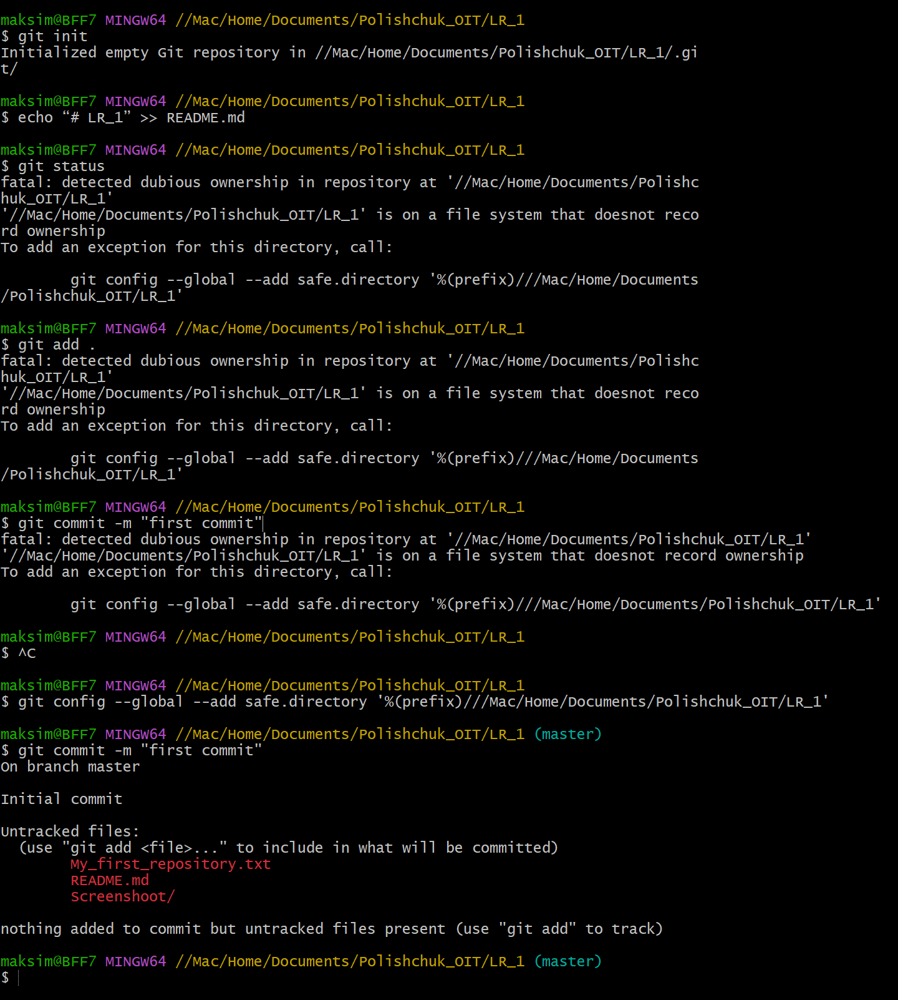 maksim@BFF7 MINGW64 //Mac/Home/Documents/Polishchuk_OIT/LR_1
$ git init
Initialized empty Git repository in //Mac/Home/Documents/Polishchuk_OIT/LR_1/.gi
t/

maksim@BFF7 MINGW64 //Mac/Home/Documents/Polishchuk_OIT/LR_1
$ echo “# LR_1” >> README.md

maksim@BFF7 MINGW64 //Mac/Home/Documents/Polishchuk_OIT/LR_1
$ git status
fatal: detected dubious ownership in repository at '//Mac/Home/Documents/Polishc
huk_OIT/LR_1'
'//Mac/Home/Documents/Polishchuk_OIT/LR_1' is on a file system that doesnot reco
rd ownership
To add an exception for this directory, call:

        git config --global --add safe.directory '%(prefix)///Mac/Home/Documents
/Polishchuk_OIT/LR_1'

maksim@BFF7 MINGW64 //Mac/Home/Documents/Polishchuk_OIT/LR_1
$ git add .
fatal: detected dubious ownership in repository at '//Mac/Home/Documents/Polishc
huk_OIT/LR_1'
'//Mac/Home/Documents/Polishchuk_OIT/LR_1' is on a file system that doesnot reco
rd ownership
To add an exception for this directory, call:

        git config --global --add safe.directory '%(prefix)///Mac/Home/Documents
/Polishchuk_OIT/LR_1'

maksim@BFF7 MINGW64 //Mac/Home/Documents/Polishchuk_OIT/LR_1
$ git commit -m "first commit"
fatal: detected dubious ownership in repository at '//Mac/Home/Documents/Polishchuk_OIT/LR_1'
'//Mac/Home/Documents/Polishchuk_OIT/LR_1' is on a file system that doesnot record ownership
To add an exception for this directory, call:

        git config --global --add safe.directory '%(prefix)///Mac/Home/Documents/Polishchuk_OIT/LR_1'

maksim@BFF7 MINGW64 //Mac/Home/Documents/Polishchuk_OIT/LR_1
$ ^C

maksim@BFF7 MINGW64 //Mac/Home/Documents/Polishchuk_OIT/LR_1
$ git config --global --add safe.directory '%(prefix)///Mac/Home/Documents/Polishchuk_OIT/LR_1'

maksim@BFF7 MINGW64 //Mac/Home/Documents/Polishchuk_OIT/LR_1 (master)
$ git commit -m "first commit"
On branch master

Initial commit

Untracked files:
  (use "git add <file>..." to include in what will be committed)
        My_first_repository.txt
        README.md
        Screenshoot/

nothing added to commit but untracked files present (use "git add" to track)

maksim@BFF7 MINGW64 //Mac/Home/Documents/Polishchuk_OIT/LR_1 (master)
$